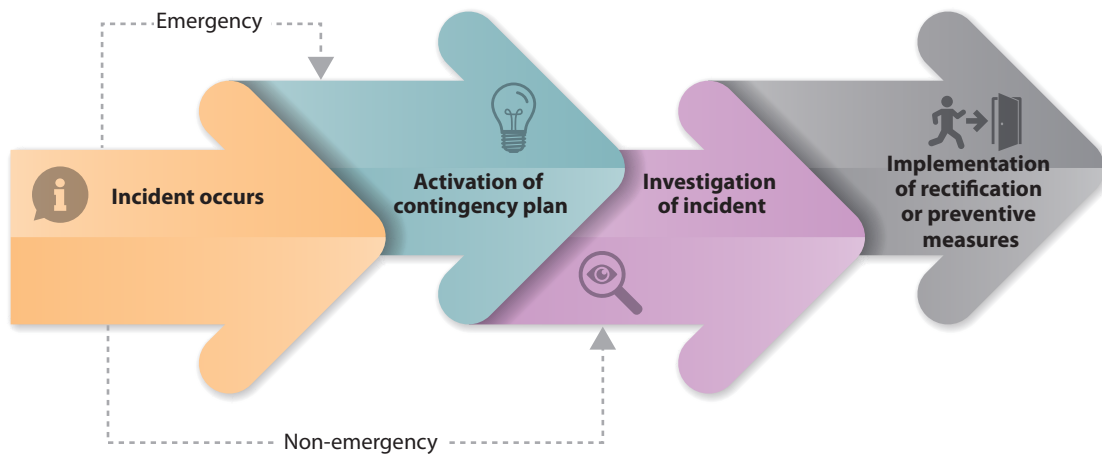 Emergency
Incident occurs
Activation of
contingency plan
Investigation
of incident
Implementation
of rectification
or preventive
measures
Non-emergency